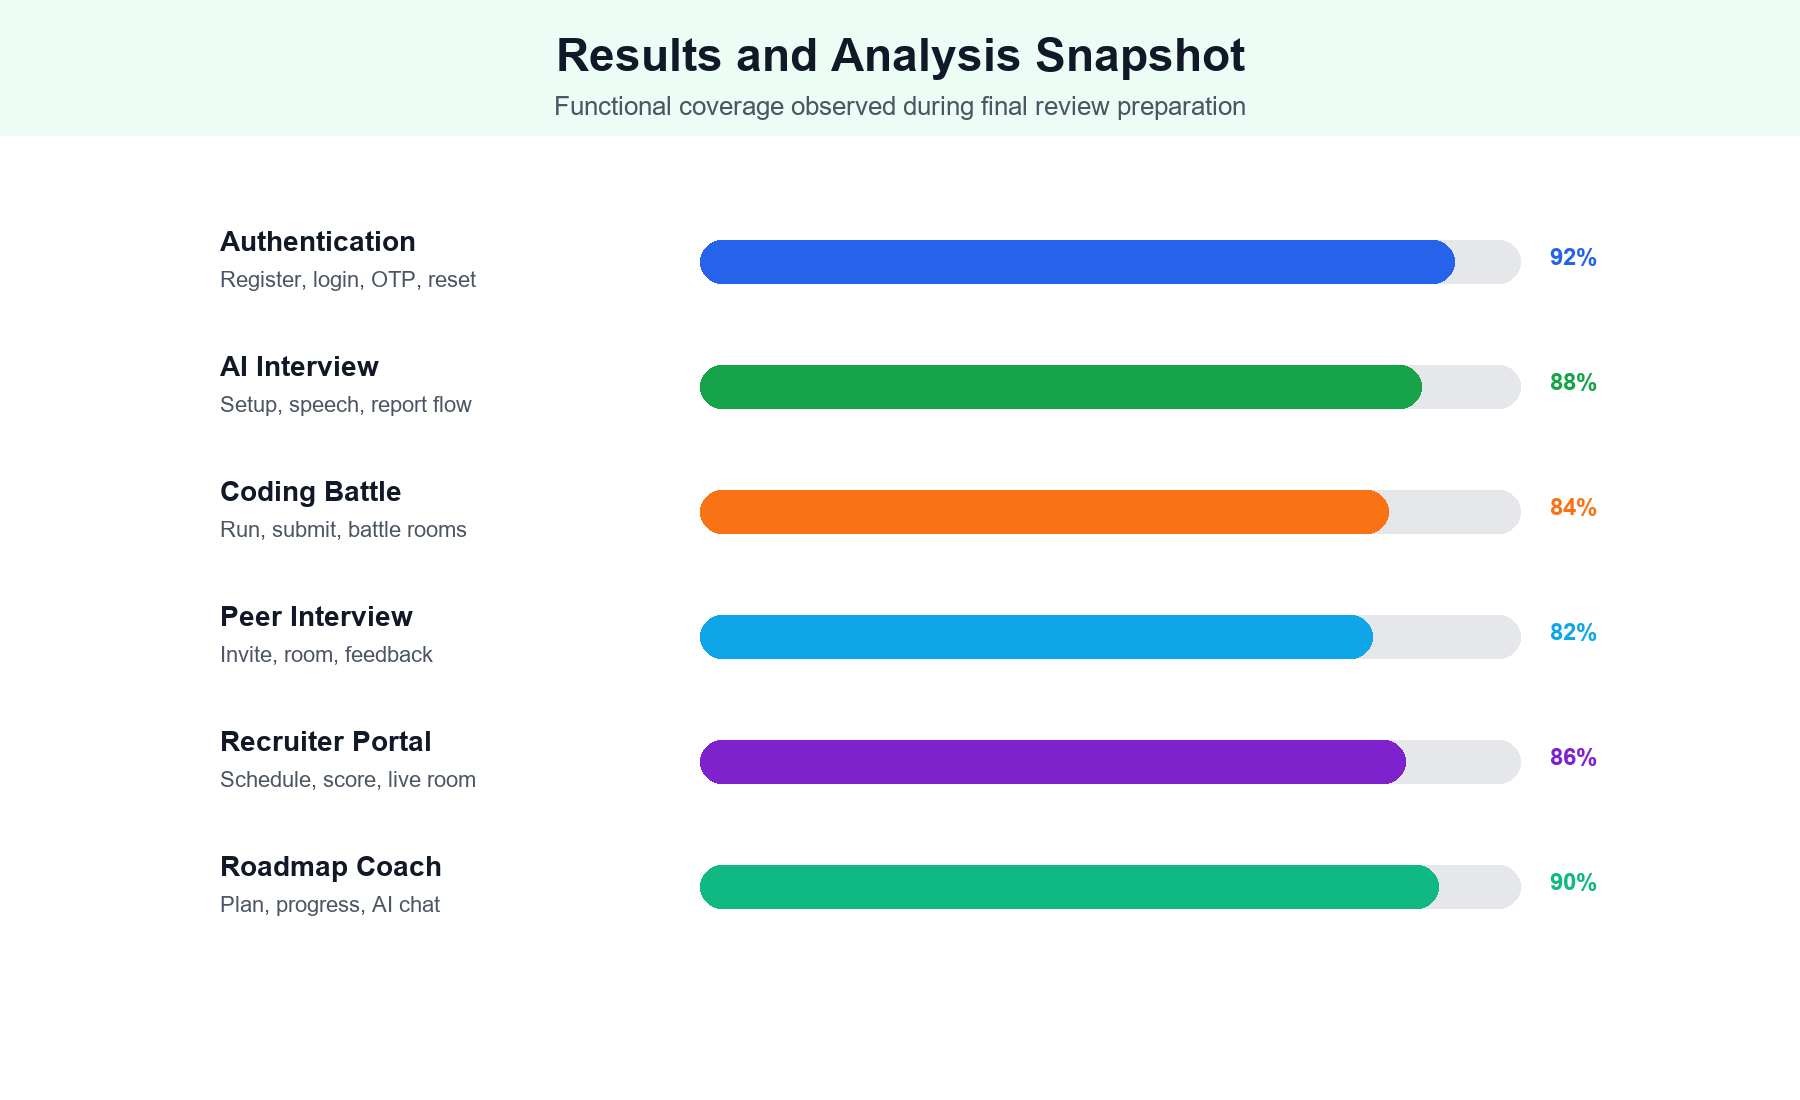 Results and Analysis Snapshot
Functional coverage observed during final review preparation
Authentication
Register, login, OTP, reset
92%
AI Interview
Setup, speech, report flow
88%
Coding Battle
Run, submit, battle rooms
84%
Peer Interview
Invite, room, feedback
82%
Recruiter Portal
Schedule, score, live room
86%
Roadmap Coach
Plan, progress, AI chat
90%